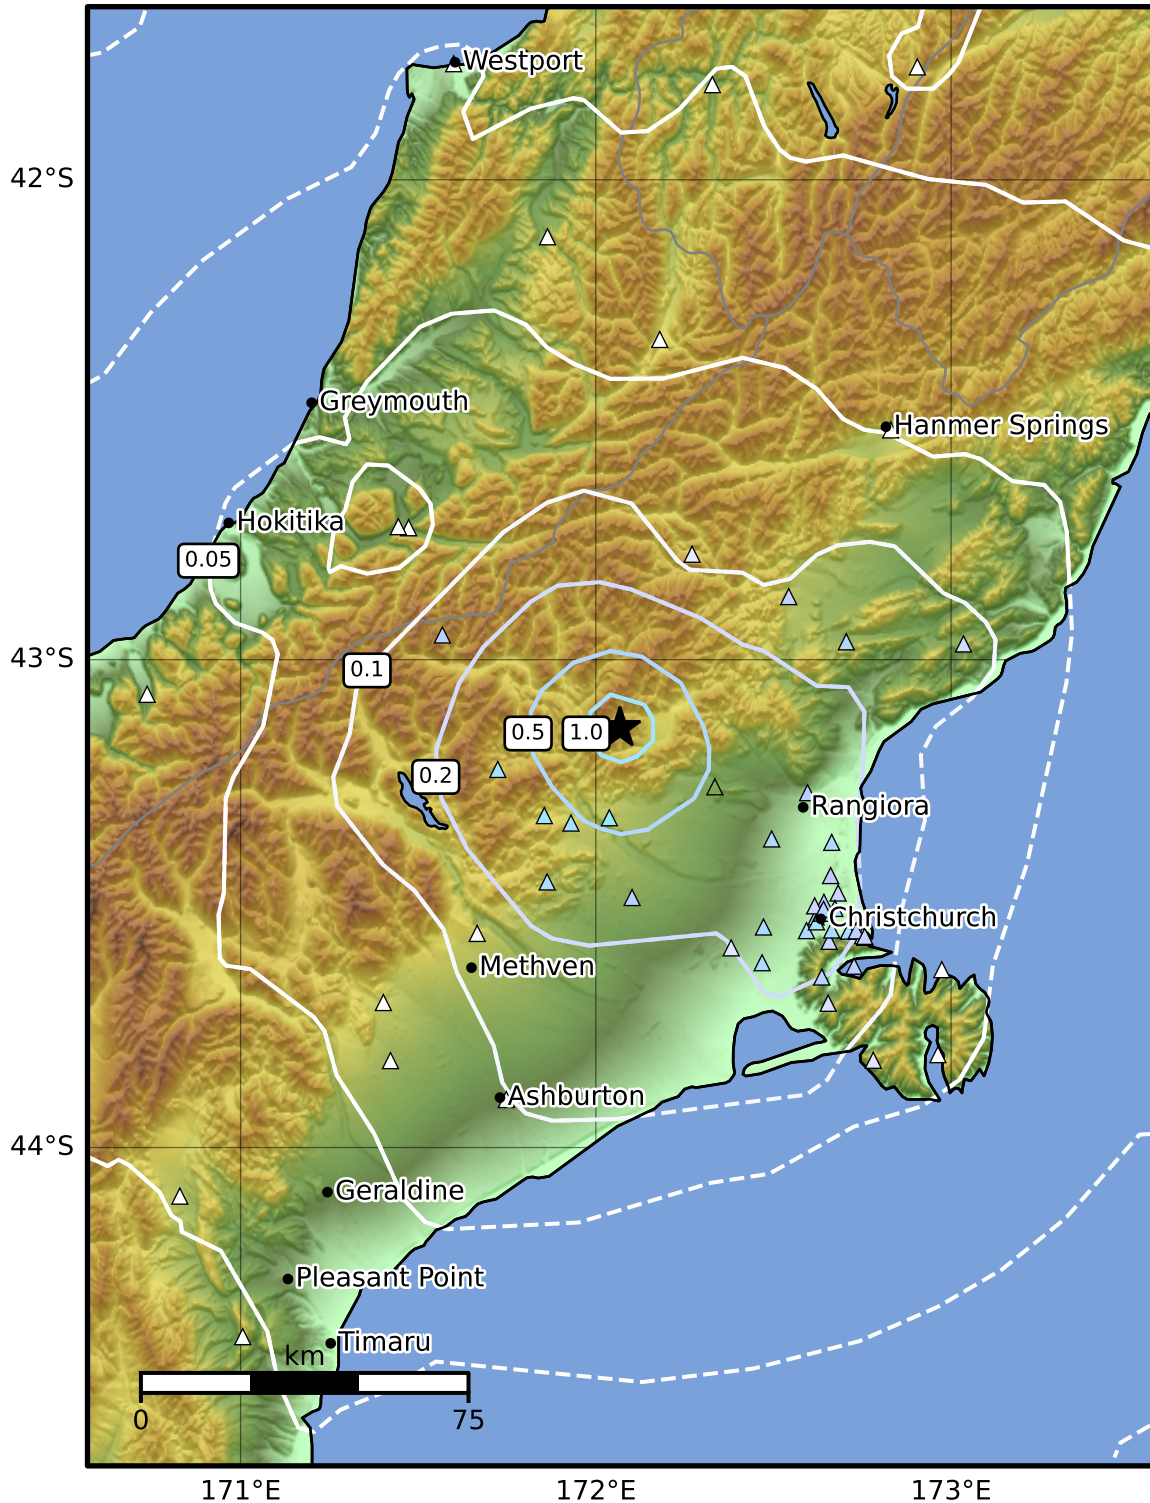 Westport
42°S
Greymouth
Hanmer Springs
Hokitika
0.05
43°S
0.1
0.5
1.0
0.2
Rangiora
Christchurch
Methven
Ashburton
44°S
Geraldine
Pleasant Point
Timaru
km
0
75
171°E
172°E
173°E